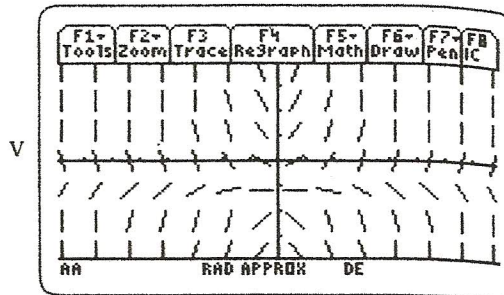 F1 F2 F3 F4 F5 F6 F7 F8
Tools Zoom Trace ReGraph Math Draw Pen IC
V
AA RAD APPROX DE